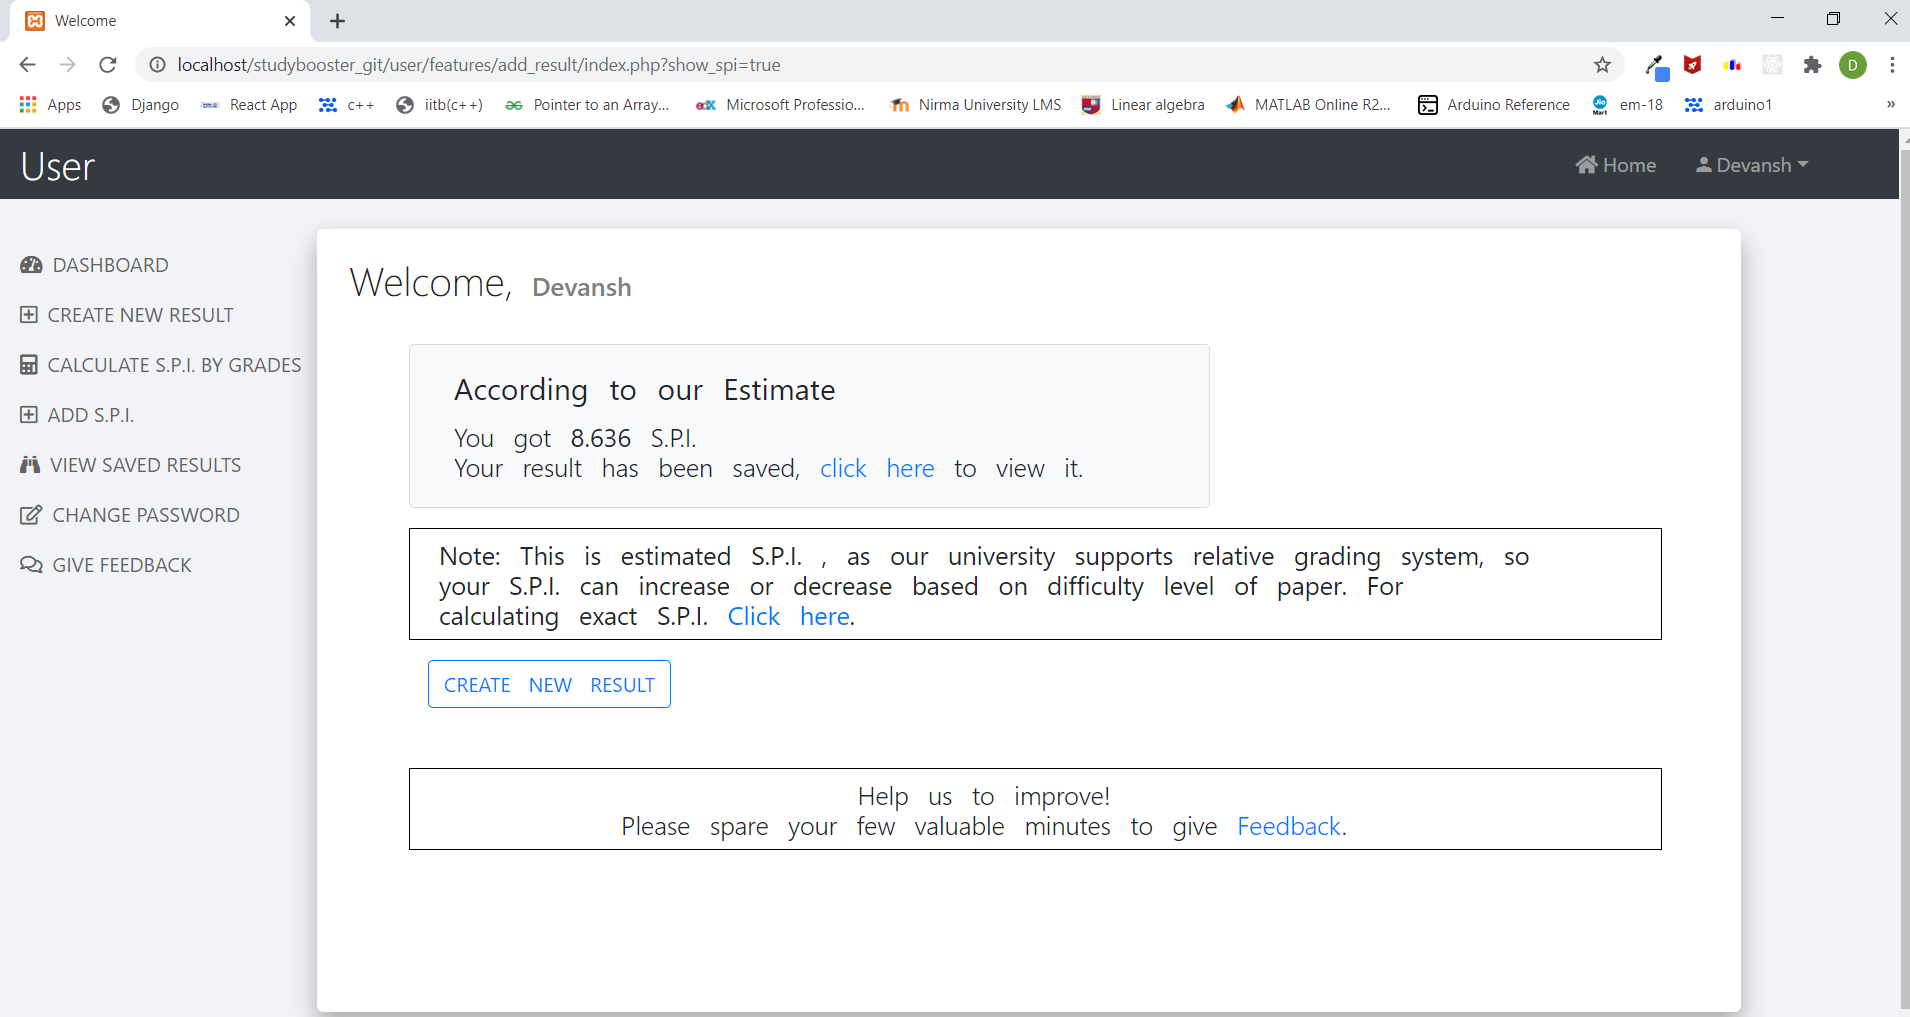 Welcome
localhost/studybooster_git/user/features/add_result/index.php?show_spi=true
D
Apps Django React App c++ iitb(c++) Pointer to an Array... Microsoft Professio... Nirma University LMS Linear algebra MATLAB Online R2... Arduino Reference em-18 arduino1 »
User Home Devansh
DASHBOARD
CREATE NEW RESULT
CALCULATE S.P.I. BY GRADES
ADD S.P.I.
VIEW SAVED RESULTS
CHANGE PASSWORD
GIVE FEEDBACK
Welcome, Devansh
According to our Estimate
You got 8.636 S.P.I.
Your result has been saved, click here to view it.
Note: This is estimated S.P.I. , as our university supports relative grading system, so
your S.P.I. can increase or decrease based on difficulty level of paper. For
calculating exact S.P.I. Click here.
CREATE NEW RESULT
Help us to improve!
Please spare your few valuable minutes to give Feedback.